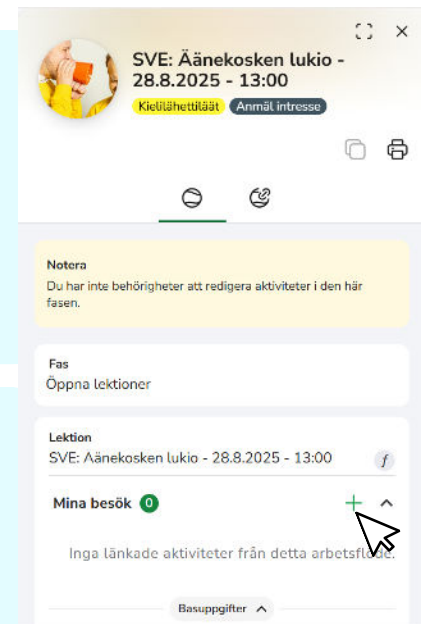 SVE: Äänekosken lukio -
28.8.2025 - 13:00
Kielilähettiläät Anmäl intresse
Notera
Du har inte behörigheter att redigera aktiviteter i den här
fasen.
Fas
Öppna lektioner
Lektion
SVE: Äänekosken lukio - 28.8.2025 - 13:00 f
Mina besök 0
Inga länkade aktiviteter från detta arbetsflöde.
Basuppgifter